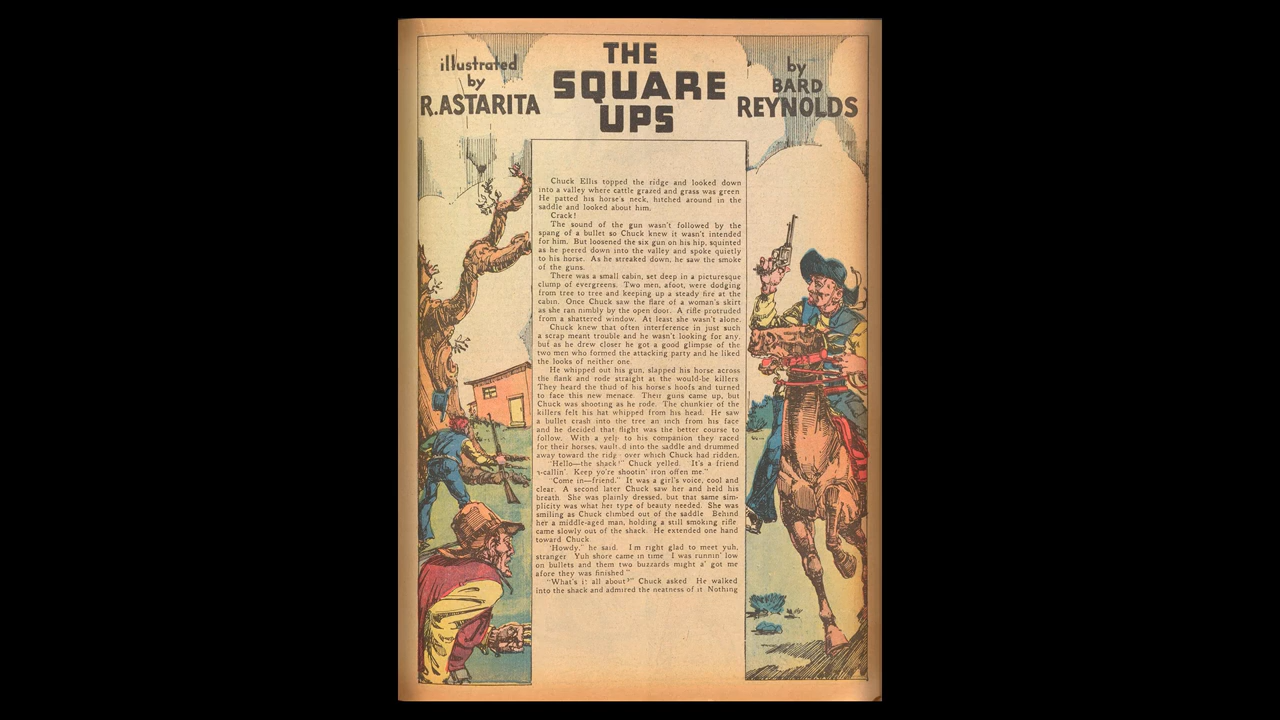 illustrated
by
R.ASTARITA
THE
SQUARE
UPS
by
BARD
REYNOLDS
Chuck Ellis topped the ridge and looked down
into a valley where cattle grazed and grass was green
He patted his horse's neck, hitched around in the
saddle and looked about him.
Crack!
The sound of the gun wasn't followed by the
spang of a bullet so Chuck knew it wasn't intended
for him. But loosened the six gun on his hip, squinted
as he peered down into the valley and spoke quietly
to his horse. As he streaked down, he saw the smoke
of the guns.
There was a small cabin, set deep in a picturesque
clump of evergreens. Two men, afoot, were dodging
from tree to tree and keeping up a steady fire at the
cabin. Once Chuck saw the flare of a woman's skirt
as she ran nimbly by the open door. A rifle protruded
from a shattered window. At least she wasn't alone.
Chuck knew that often interference in just such
a scrap meant trouble and he wasn't looking for any,
but as he drew closer he got a good glimpse of the
two men who formed the attacking party and he liked
the looks of neither one.
He whipped out his gun, slapped his horse across
the flank and rode straight at the would-be killers
They heard the thud of his horse's hoofs and turned
to face this new menace. Their guns came up, but
Chuck was shooting as he rode. The chunkier of the
killers felt his hat whipped from his head. He saw
a bullet crash into the tree an inch from his face
and he decided that flight was the better course to
follow. With a yelp to his companion they raced
for their horses, vaulted into the saddle and drummed
away toward the ridge over which Chuck had ridden.
"Hello—the shack!" Chuck yelled. It's a friend
a-callin'. Keep yo're shootin' iron offen me."
"Come in—friend." It was a girl's voice, cool and
clear. A second later Chuck saw her and held his
breath She was plainly dressed, but that same sim-
plicity was what her type of beauty needed. She was
smiling as Chuck climbed out of the saddle Behind
her a middle-aged man, holding a still smoking rifle
came slowly out of the shack. He extended one hand
toward Chuck
"Howdy," he said. I'm right glad to meet yuh,
stranger Yuh shore came in time I was runnin' low
on bullets and them two buzzards might a' got me
afore they was finished"
"What's it all about?" Chuck asked He walked
into the shack and admired the neatness of it Nothing